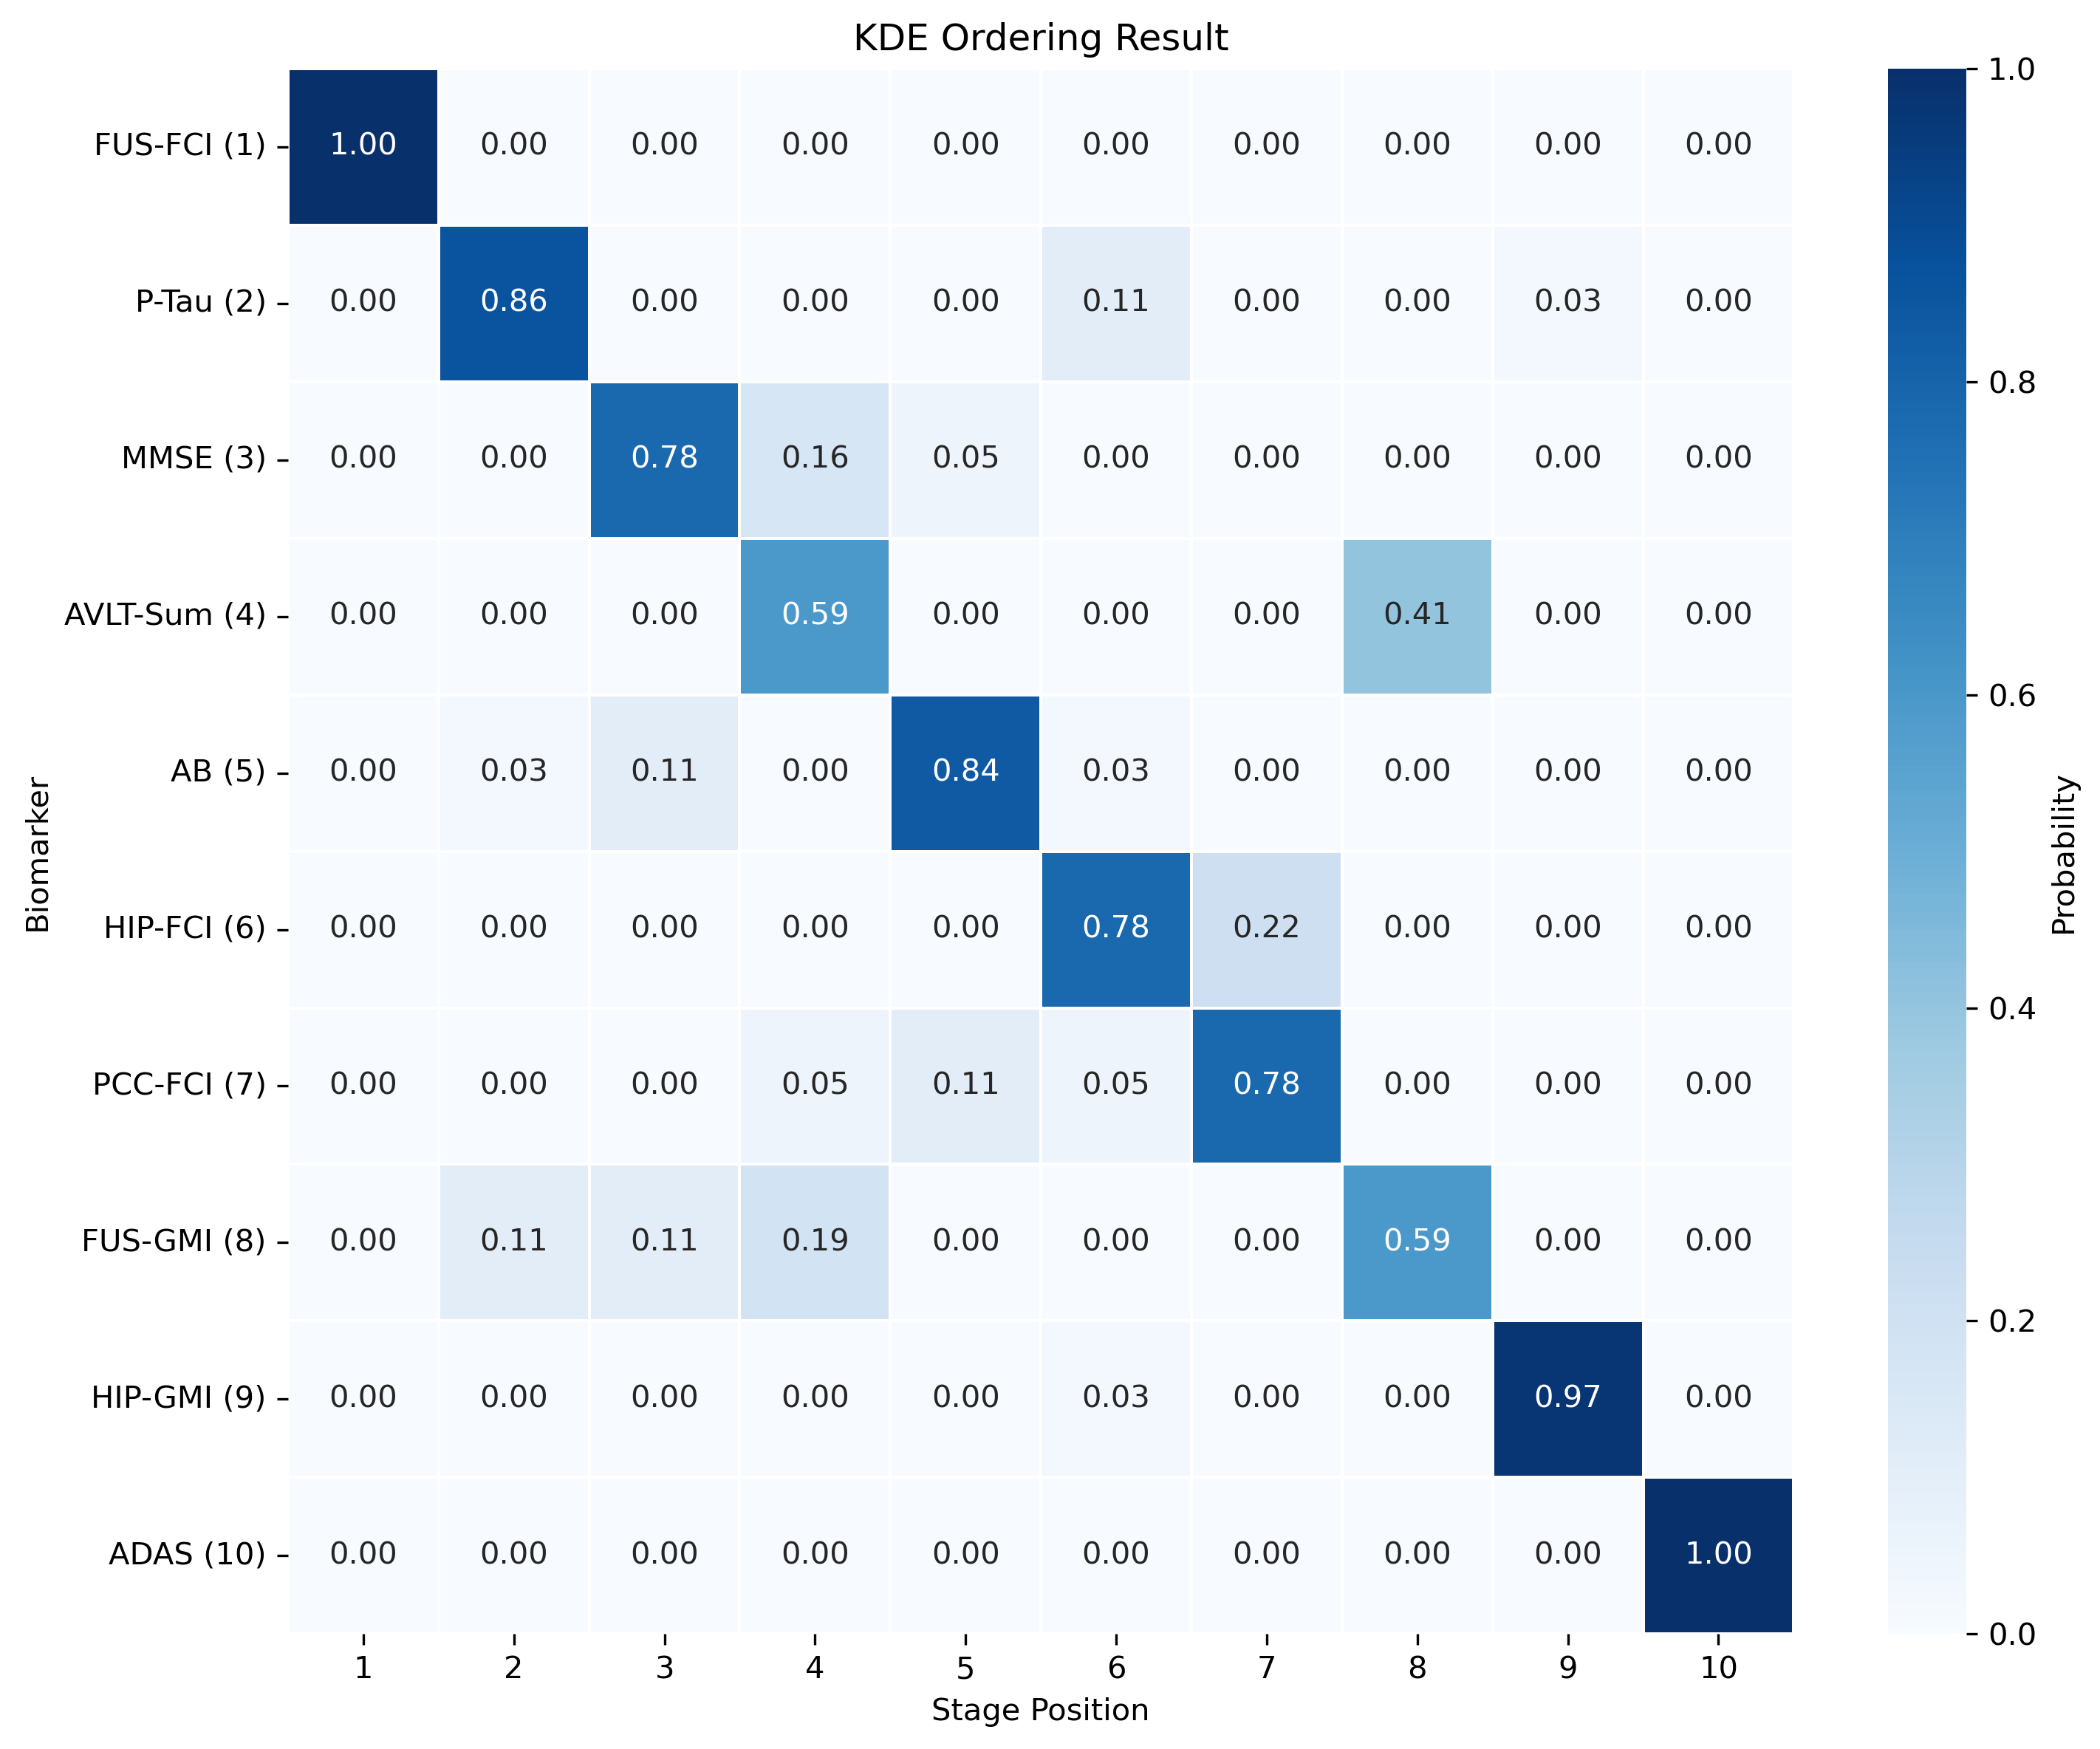 KDE Ordering Result
Biomarker
FUS-FCI (1) 1.00 0.00 0.00 0.00 0.00 0.00 0.00 0.00 0.00 0.00
P-Tau (2) 0.00 0.86 0.00 0.00 0.00 0.11 0.00 0.00 0.03 0.00
MMSE (3) 0.00 0.00 0.78 0.16 0.05 0.00 0.00 0.00 0.00 0.00
AVLT-Sum (4) 0.00 0.00 0.00 0.59 0.00 0.00 0.00 0.41 0.00 0.00
AB (5) 0.00 0.03 0.11 0.00 0.84 0.03 0.00 0.00 0.00 0.00
HIP-FCI (6) 0.00 0.00 0.00 0.00 0.00 0.78 0.22 0.00 0.00 0.00
PCC-FCI (7) 0.00 0.00 0.00 0.05 0.11 0.05 0.78 0.00 0.00 0.00
FUS-GMI (8) 0.00 0.11 0.11 0.19 0.00 0.00 0.00 0.59 0.00 0.00
HIP-GMI (9) 0.00 0.00 0.00 0.00 0.00 0.03 0.00 0.00 0.97 0.00
ADAS (10) 0.00 0.00 0.00 0.00 0.00 0.00 0.00 0.00 0.00 1.00
1 2 3 4 5 6 7 8 9 10
Stage Position
1.0
0.8
0.6
0.4
0.2
0.0
Probability